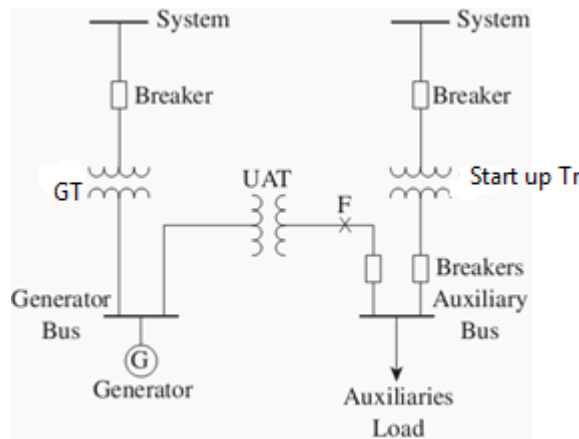 System
System
Breaker
Breaker
GT
UAT
Start up Tr
F
Generator
Bus
Breakers
Auxiliary
Bus
G
Generator
Auxiliaries
Load